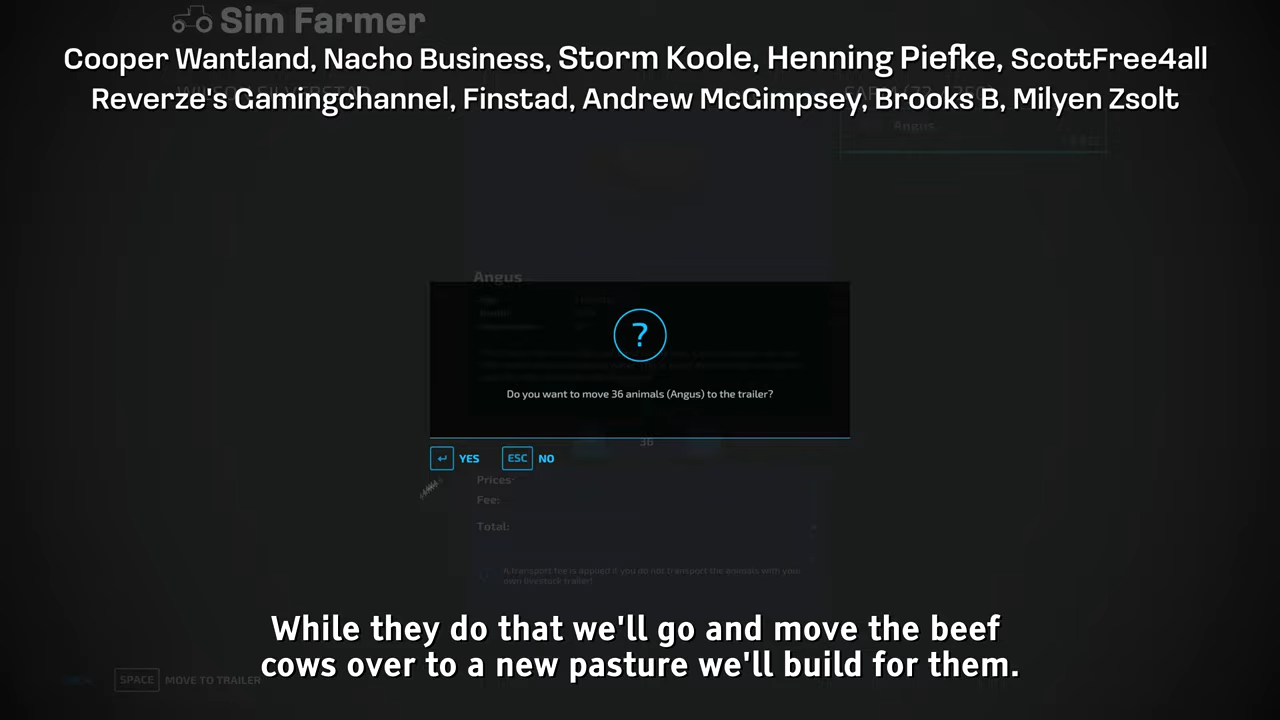 Sim Farmer
Cooper Wantland, Nacho Business, Storm Koole, Henning Piefke, ScottFree4all
Reverze's Gamingchannel, Finstad, Andrew McGimpsey, Brooks B, Milyen Zsolt
Angus
Angus
Do you want to move 36 animals (Angus) to the trailer?
36
YES
ESC NO
Prices:
Fee:
Total:
A transport fee is applied if you do not transport the animals with your
own livestock trailer!
While they do that we'll go and move the beef
cows over to a new pasture we'll build for them.
SPACE MOVE TO TRAILER